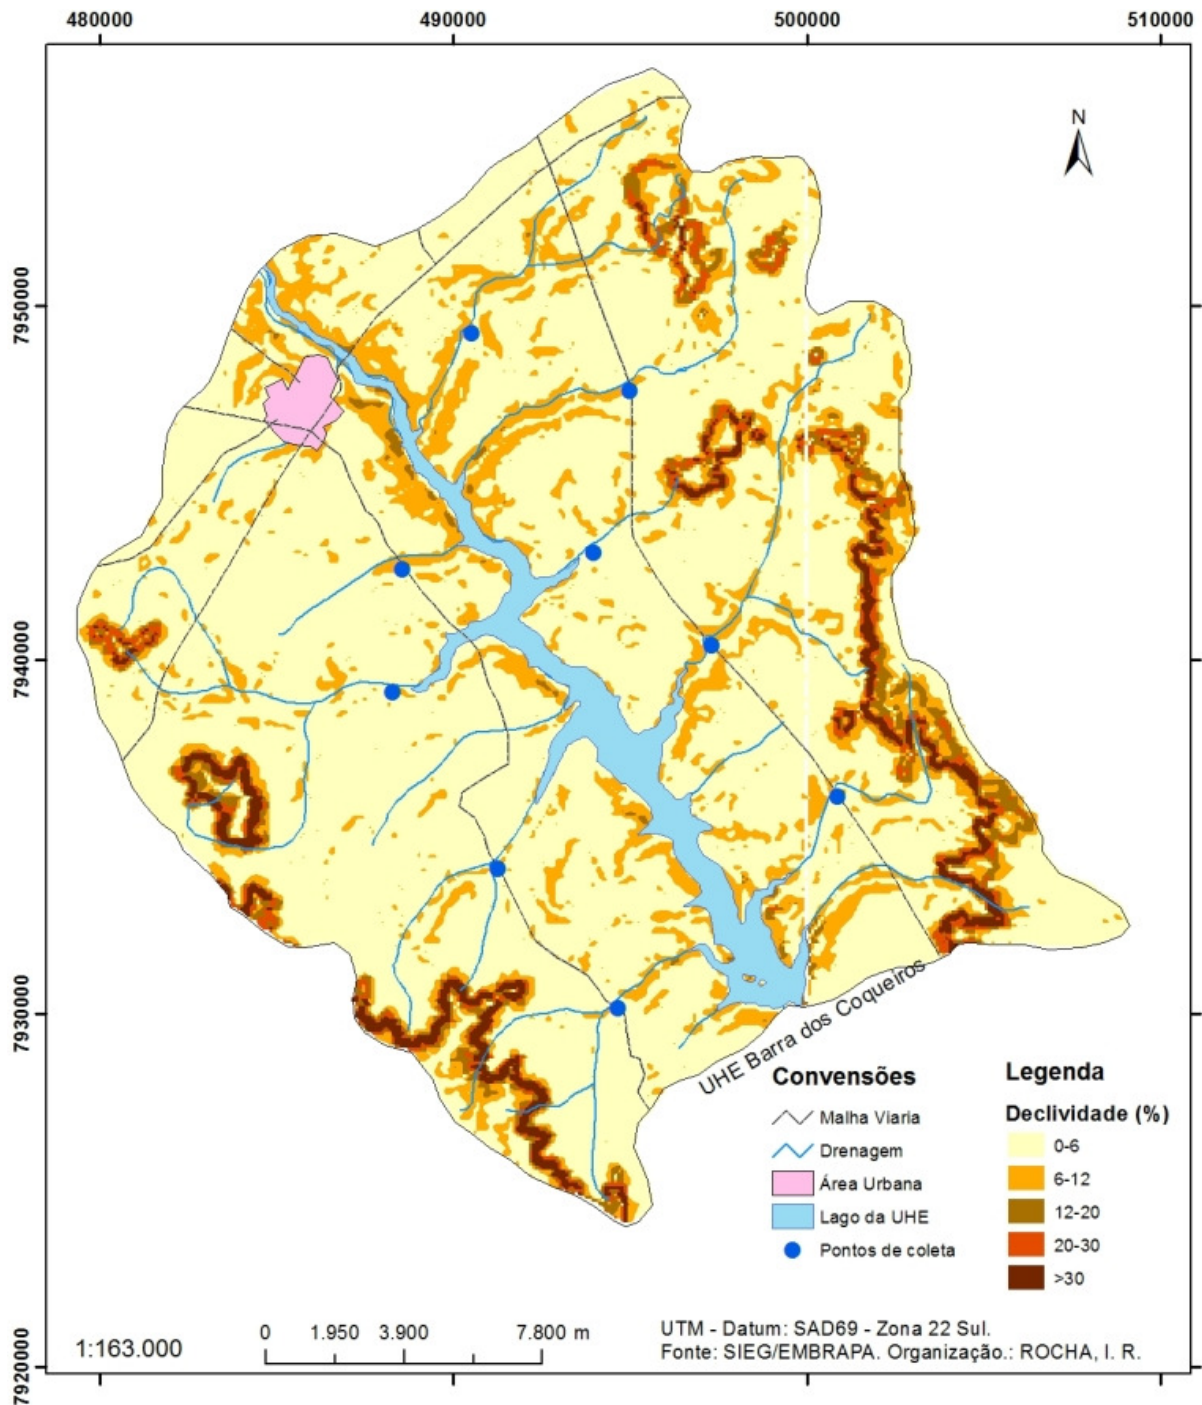 480000 490000 500000 510000
N
7950000
7940000
7930000
7920000
UHE Barra dos Coqueiros
Convensões
Malha Viaria
Drenagem
Área Urbana
Lago da UHE
Pontos de coleta
Legenda
Declividade (%)
0-6
6-12
12-20
20-30
>30
1:163.000
0 1.950 3.900 7.800 m
UTM - Datum: SAD69 - Zona 22 Sul.
Fonte: SIEG/EMBRAPA. Organização.: ROCHA, I. R.